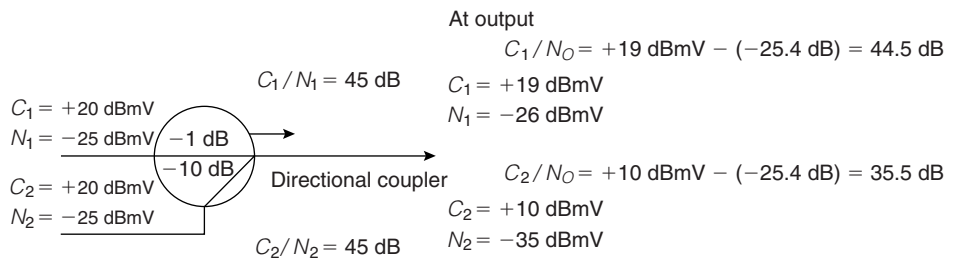 At output
C1/NO = +19 dBmV − (−25.4 dB) = 44.5 dB
C1/N1 = 45 dB
C1 = +19 dBmV
N1 = −26 dBmV
C1 = +20 dBmV
N1 = −25 dBmV
−1 dB
−10 dB
C2 = +20 dBmV
N2 = −25 dBmV
Directional coupler
C2/NO = +10 dBmV − (−25.4 dB) = 35.5 dB
C2 = +10 dBmV
N2 = −35 dBmV
C2/N2 = 45 dB